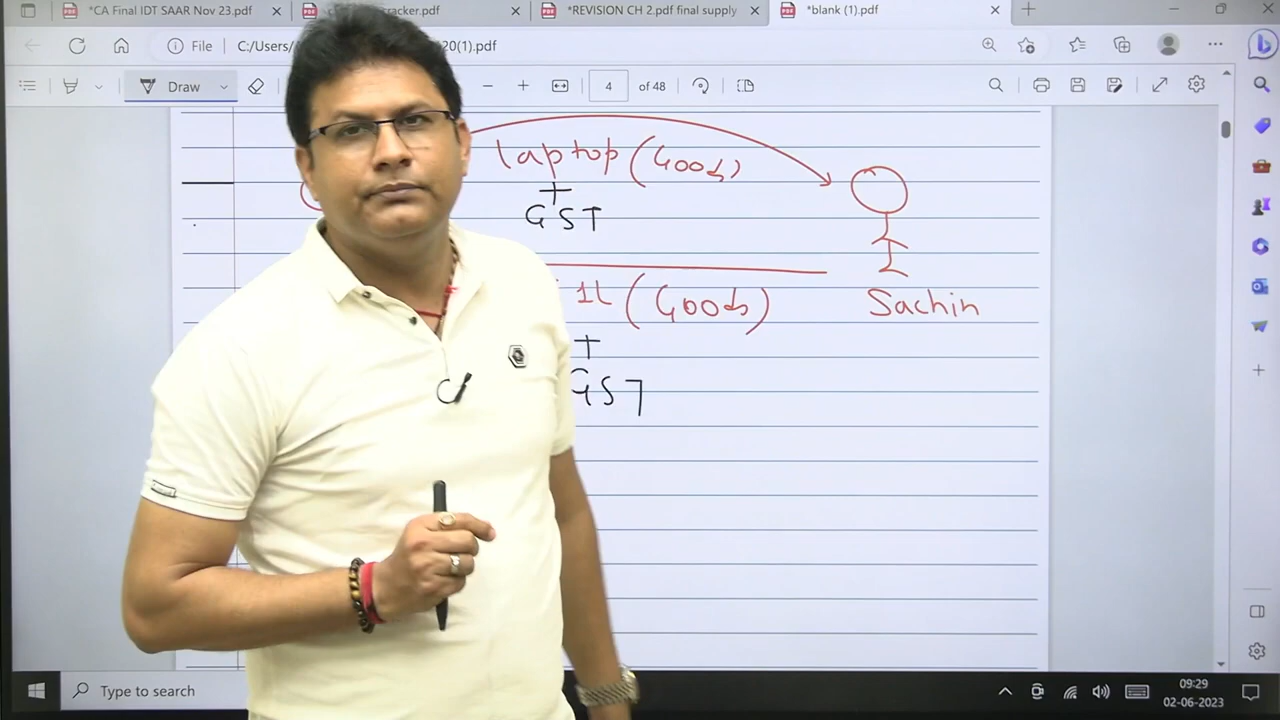 *CA Final IDT SAAR Nov 23.pdf
racker.pdf
*REVISION CH 2.pdf final supply
*blank (1).pdf
File
C:/Users/
20(1).pdf
Draw
4
of 48
laptop (Goods)
+
GST
1L (Goods)
Sachin
+
GST
Type to search
09:29
02-06-2023